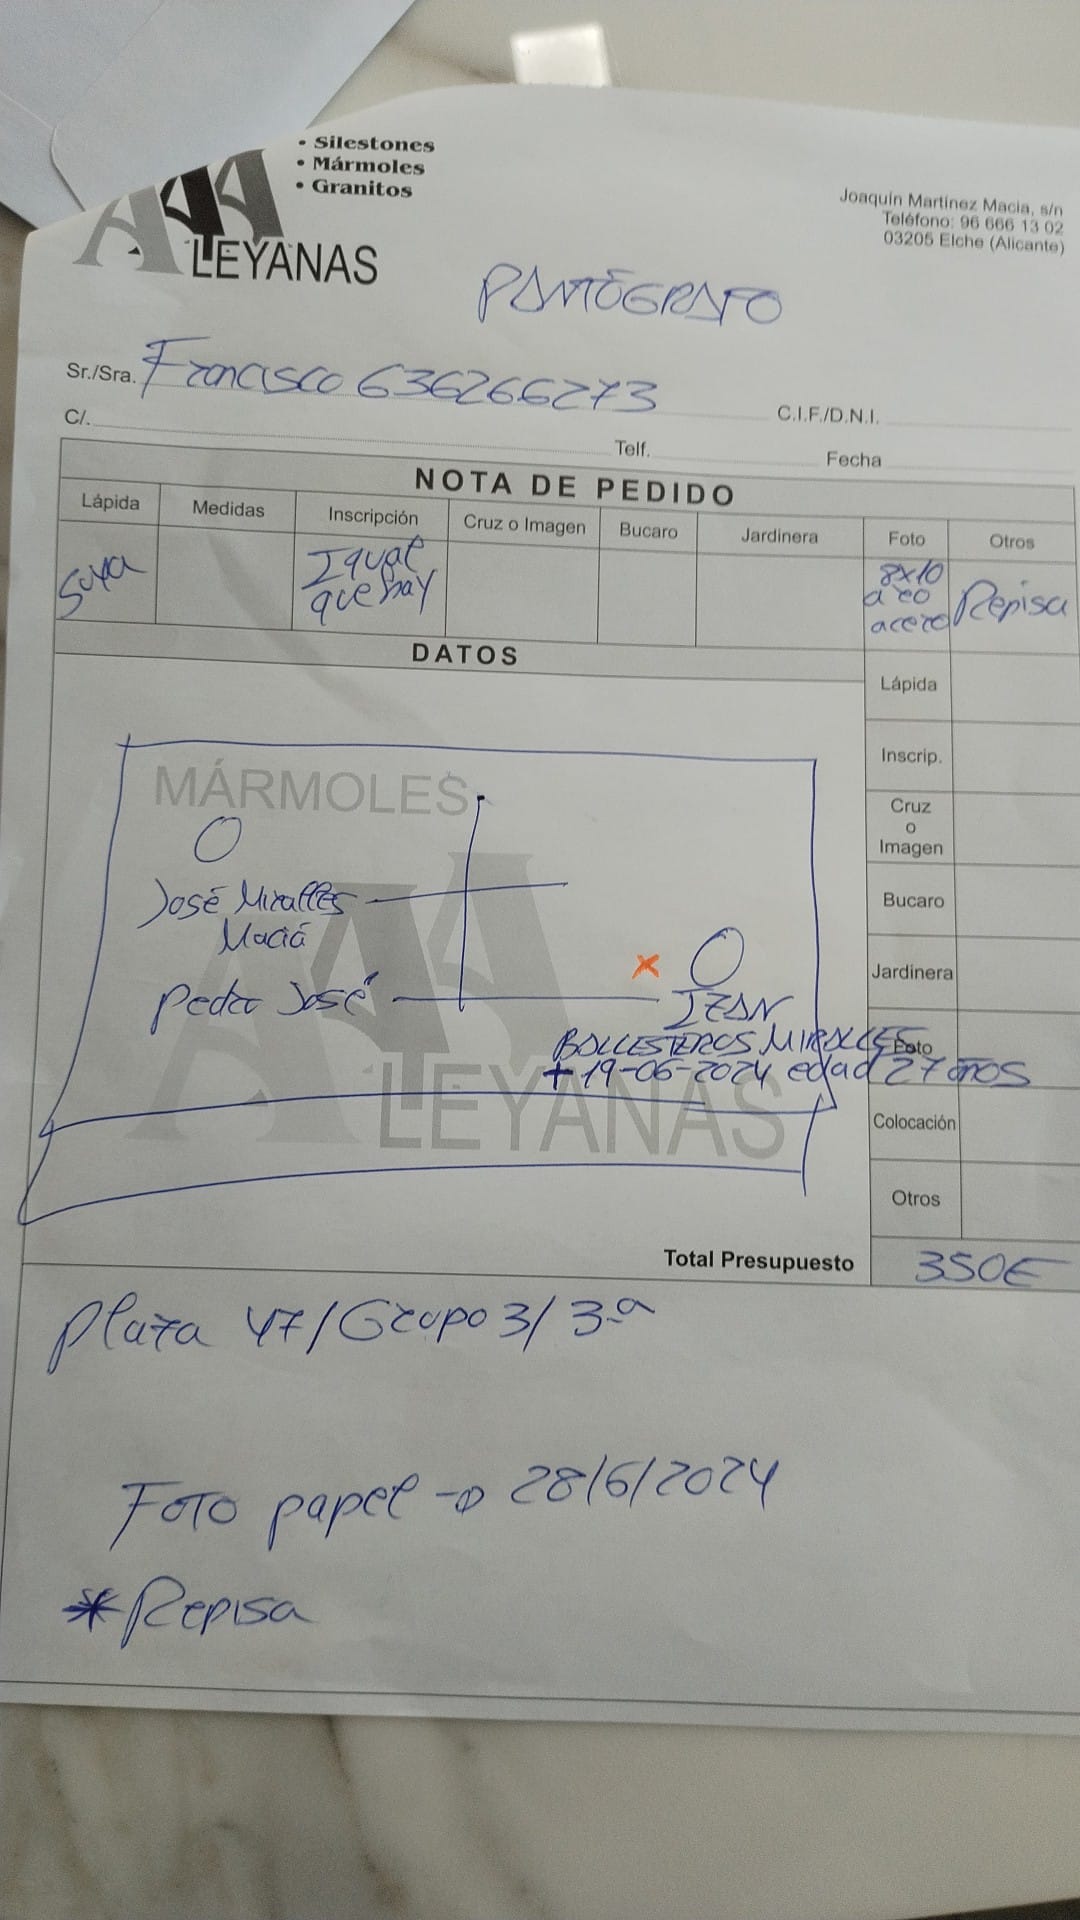 • Silestones
• Mármoles
• Granitos
LEYANAS
Joaquín Martínez Macia, s/n
Teléfono: 96 666 13 02
03205 Elche (Alicante)
PANTÓGRAFO
Sr./Sra. Francisco 636266273
C.I.F./D.N.I.
C/.
Telf.
Fecha
NOTA DE PEDIDO
Lápida Medidas Inscripción Cruz o Imagen Bucaro Jardinera Foto Otros
Suya
Igual
que hay
8x10
acero
Repisa
DATOS
Lápida
Inscrip.
Cruz
o
Imagen
Bucaro
Jardinera
Foto
Colocación
Otros
MÁRMOLES
José Miralles
Maciá
Pedro José
IZAN
BALLESTEROS MIRALLES
+ 19-06-2024 edad 27 años
LEYANAS
Total Presupuesto 350€
Plaza 47/Grupo 3/3ª
Foto papel → 28/6/2024
* Repisa